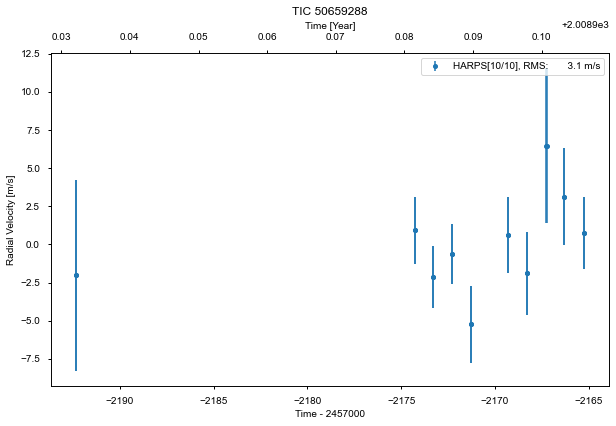 TIC 50659288
Time [Year]
+2.0089e3
0.03 0.04 0.05 0.06 0.07 0.08 0.09 0.10
HARPS[10/10], RMS: 3.1 m/s
Radial Velocity [m/s]
12.5
10.0
7.5
5.0
2.5
0.0
−2.5
−5.0
−7.5
−2190 −2185 −2180 −2175 −2170 −2165
Time - 2457000